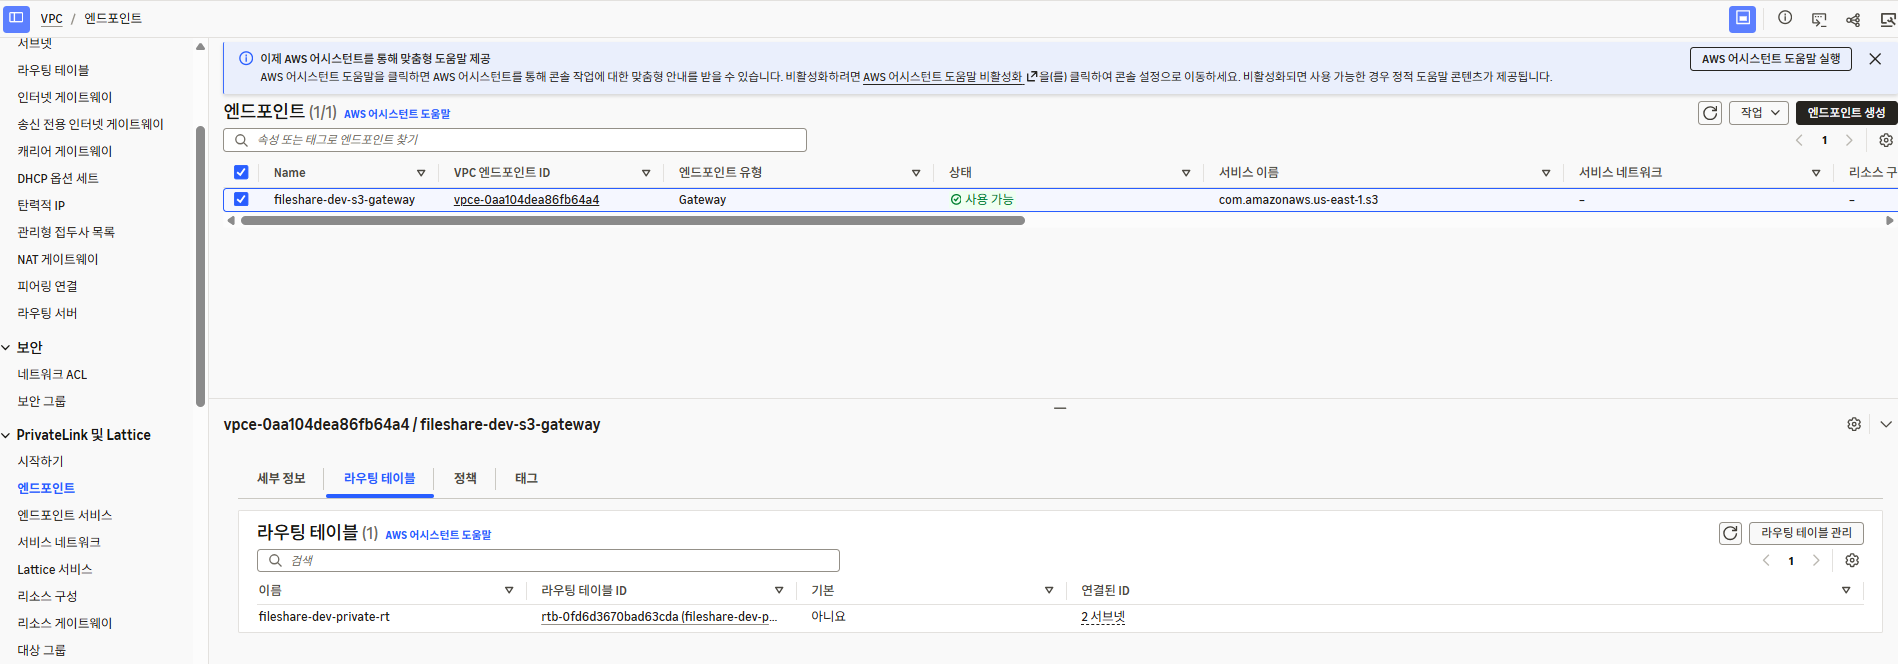 VPC / 엔드포인트
서브넷
라우팅 테이블
인터넷 게이트웨이
송신 전용 인터넷 게이트웨이
캐리어 게이트웨이
DHCP 옵션 세트
탄력적 IP
관리형 접두사 목록
NAT 게이트웨이
피어링 연결
라우팅 서버
보안
네트워크 ACL
보안 그룹
PrivateLink 및 Lattice
시작하기
엔드포인트
엔드포인트 서비스
서비스 네트워크
Lattice 서비스
리소스 구성
리소스 게이트웨이
대상 그룹
이제 AWS 어시스턴트를 통해 맞춤형 도움말 제공
AWS 어시스턴트 도움말을 클릭하면 AWS 어시스턴트를 통해 콘솔 작업에 대한 맞춤형 안내를 받을 수 있습니다. 비활성화하려면 AWS 어시스턴트 도움말 비활성화 을(를) 클릭하여 콘솔 설정으로 이동하세요. 비활성화되면 사용 가능한 경우 정적 도움말 콘텐츠가 제공됩니다.
AWS 어시스턴트 도움말 실행
엔드포인트 (1/1) AWS 어시스턴트 도움말
작업
엔드포인트 생성
속성 또는 태그로 엔드포인트 찾기
1
Name VPC 엔드포인트 ID 엔드포인트 유형 상태 서비스 이름 서비스 네트워크 리소스 구
fileshare-dev-s3-gateway vpce-0aa104dea86fb64a4 Gateway 사용 가능 com.amazonaws.us-east-1.s3 – –
vpce-0aa104dea86fb64a4 / fileshare-dev-s3-gateway
세부 정보 라우팅 테이블 정책 태그
라우팅 테이블 (1) AWS 어시스턴트 도움말
라우팅 테이블 관리
검색
1
이름 라우팅 테이블 ID 기본 연결된 ID
fileshare-dev-private-rt rtb-0fd6d3670bad63cda (fileshare-dev-p... 아니요 2 서브넷